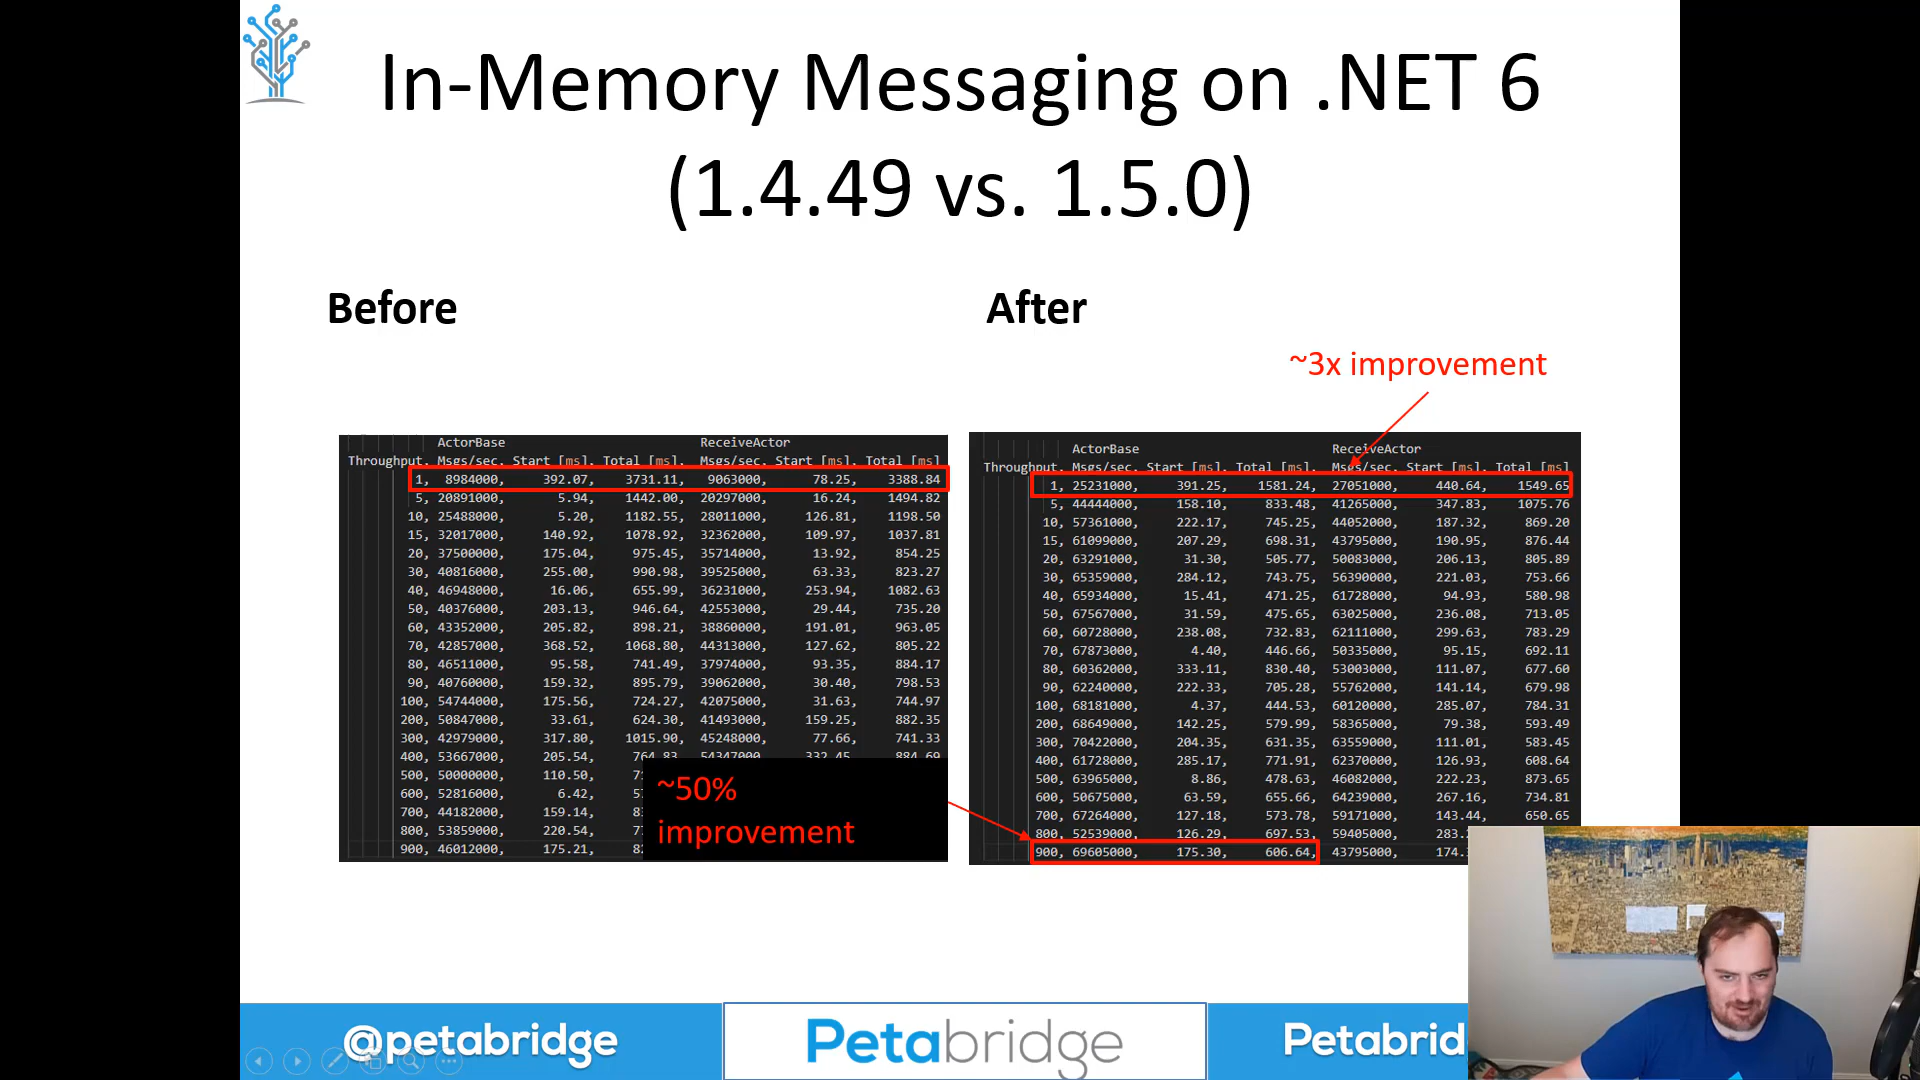 In-Memory Messaging on .NET 6
(1.4.49 vs. 1.5.0)
Before
After
~3x improvement
ActorBase ReceiveActor
Throughput, Msgs/sec, Start [ms], Total [ms], Msgs/sec, Start [ms], Total [ms]
1, 8984000, 392.07, 3731.11, 9063000, 78.25, 3388.84
5, 20891000, 5.94, 1442.00, 20297000, 16.24, 1494.82
10, 25488000, 5.20, 1182.55, 28011000, 126.81, 1198.50
15, 32017000, 140.92, 1078.92, 32362000, 109.97, 1037.81
20, 37500000, 175.04, 975.45, 35714000, 13.92, 854.25
30, 40816000, 255.00, 990.98, 39525000, 63.33, 823.27
40, 46948000, 16.06, 655.99, 36231000, 253.94, 1082.63
50, 40376000, 203.13, 946.64, 42553000, 29.44, 735.20
60, 43352000, 205.82, 898.21, 38860000, 191.01, 963.05
70, 42857000, 368.52, 1068.80, 44313000, 127.62, 805.22
80, 46511000, 95.58, 741.49, 37974000, 93.35, 884.17
90, 40760000, 159.32, 895.79, 39062000, 30.40, 798.53
100, 54744000, 175.56, 724.27, 42075000, 31.63, 744.97
200, 50847000, 33.61, 624.30, 41493000, 159.25, 882.35
300, 42979000, 317.80, 1015.90, 45248000, 77.66, 741.33
400, 53667000, 205.54, 764.83, 54347000, 332.45, 884.69
500, 50000000, 110.50,
600, 52816000, 6.42,
700, 44182000, 159.14,
800, 53859000, 220.54,
900, 46012000, 175.21,
~50%
improvement
ActorBase ReceiveActor
Throughput, Msgs/sec, Start [ms], Total [ms], Msgs/sec, Start [ms], Total [ms]
1, 25231000, 391.25, 1581.24, 27051000, 440.64, 1549.65
5, 44444000, 158.10, 833.48, 41265000, 347.83, 1075.76
10, 57361000, 222.17, 745.25, 44052000, 187.32, 869.20
15, 61099000, 207.29, 698.31, 43795000, 190.95, 876.44
20, 63291000, 31.30, 505.77, 50083000, 206.13, 805.89
30, 65359000, 284.12, 743.75, 56390000, 221.03, 753.66
40, 65934000, 15.41, 471.25, 61728000, 94.93, 580.98
50, 67567000, 31.59, 475.65, 63025000, 236.08, 713.05
60, 60728000, 238.08, 732.83, 62111000, 299.63, 783.29
70, 67873000, 4.40, 446.66, 50335000, 95.15, 692.11
80, 60362000, 333.11, 830.40, 53003000, 111.07, 677.60
90, 62240000, 222.33, 705.28, 55762000, 141.14, 679.98
100, 68181000, 4.37, 444.53, 60120000, 285.07, 784.31
200, 68649000, 142.25, 579.99, 58365000, 79.38, 593.49
300, 70422000, 204.35, 631.35, 63559000, 111.01, 583.45
400, 61728000, 285.17, 771.91, 62370000, 126.93, 608.64
500, 63965000, 8.86, 478.63, 46082000, 222.23, 873.65
600, 50675000, 63.59, 655.66, 64239000, 267.16, 734.81
700, 67264000, 127.18, 573.78, 59171000, 143.44, 650.65
800, 52539000, 126.29, 697.53, 59405000, 283.
900, 69605000, 175.30, 606.64, 43795000, 174.
@petabridge
Petabridge
Petabrid